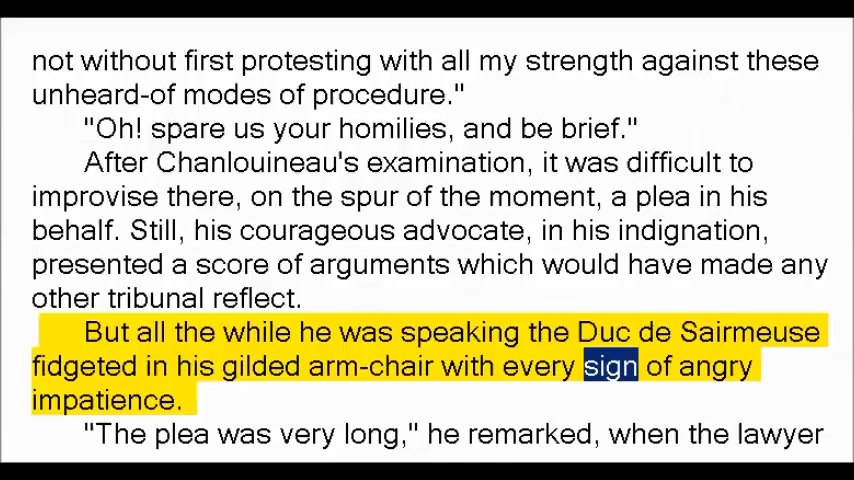 not without first protesting with all my strength against these
unheard-of modes of procedure."
"Oh! spare us your homilies, and be brief."
After Chanlouineau's examination, it was difficult to
improvise there, on the spur of the moment, a plea in his
behalf. Still, his courageous advocate, in his indignation,
presented a score of arguments which would have made any
other tribunal reflect.
But all the while he was speaking the Duc de Sairmeuse
fidgeted in his gilded arm-chair with every sign of angry
impatience.
"The plea was very long," he remarked, when the lawyer